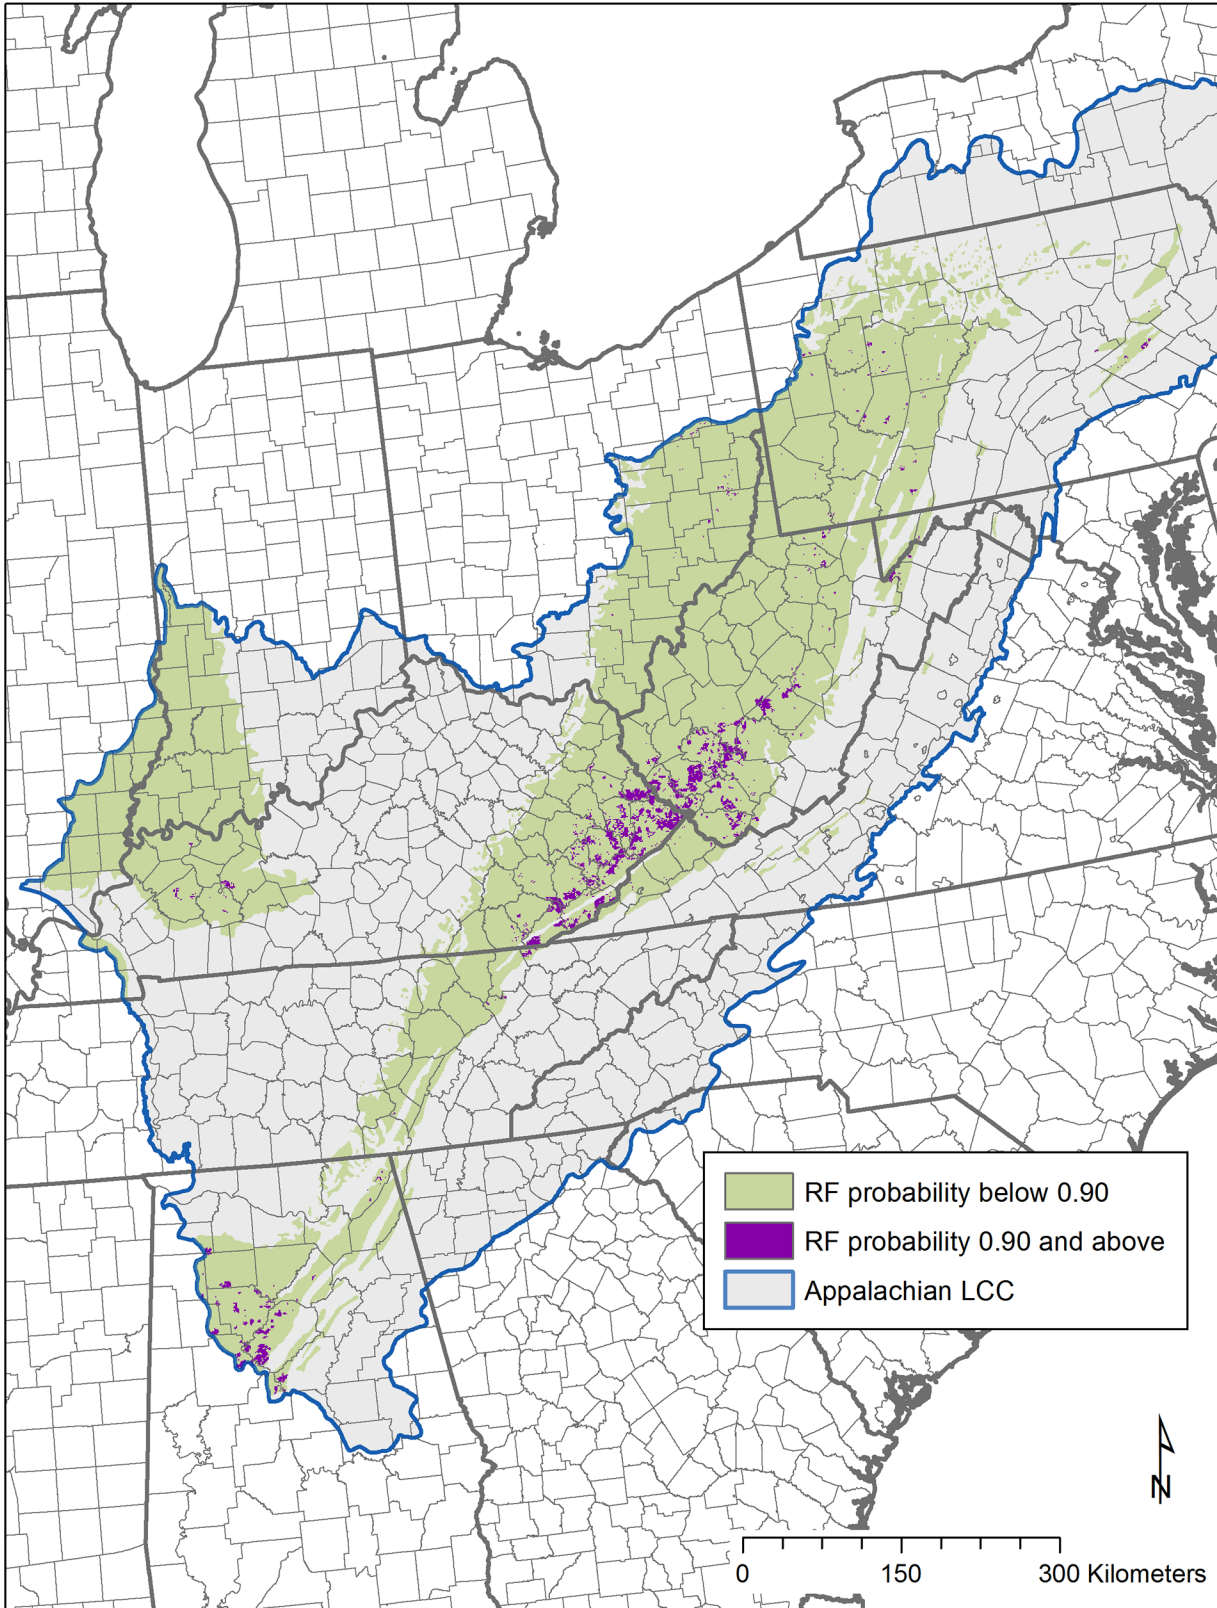 RF probability below 0.90
RF probability 0.90 and above
Appalachian LCC
N
0 150 300 Kilometers